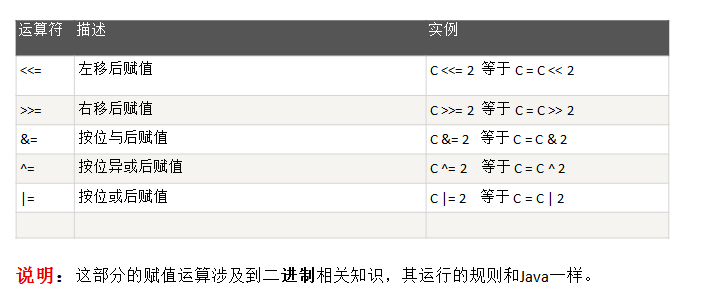 运算符 描述 实例
<<= 左移后赋值 C <<= 2 等于 C = C << 2
>>= 右移后赋值 C >>= 2 等于 C = C >> 2
&= 按位与后赋值 C &= 2 等于 C = C & 2
^= 按位异或后赋值 C ^= 2 等于 C = C ^ 2
|= 按位或后赋值 C |= 2 等于 C = C | 2
说明：这部分的赋值运算涉及到二进制相关知识，其运行的规则和Java一样。